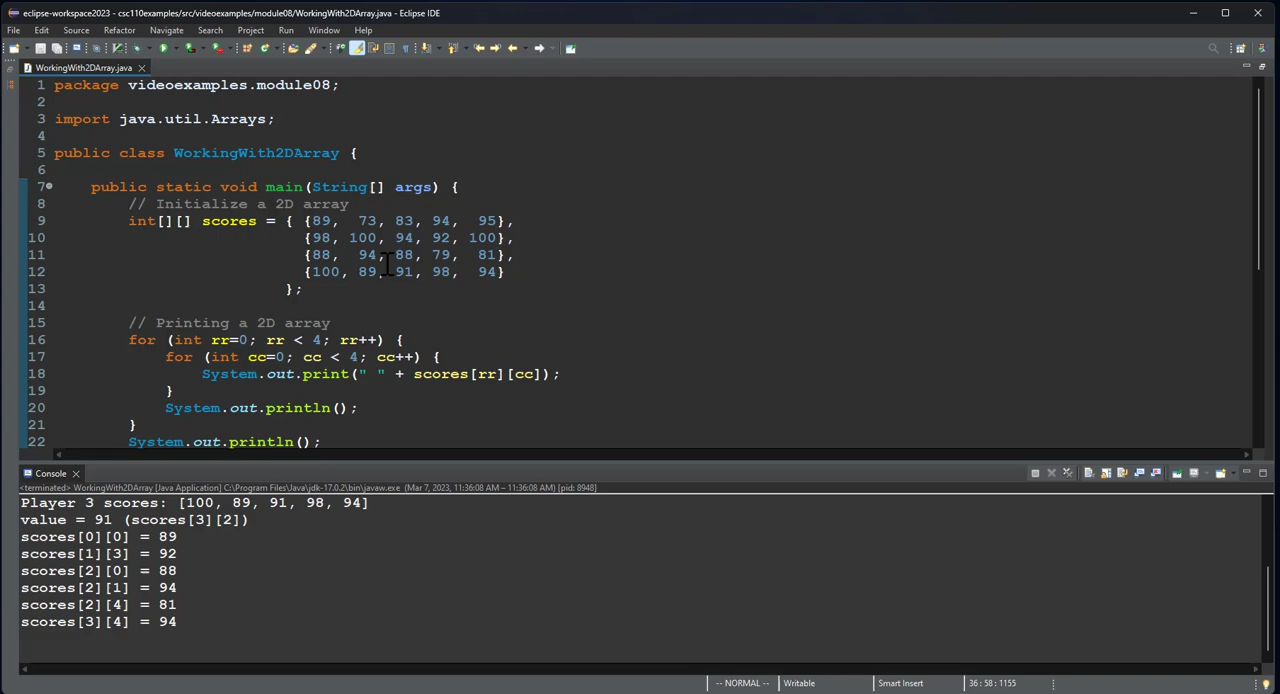 eclipse-workspace2023 - csc110examples/src/videoexamples/module08/WorkingWith2DArray.java - Eclipse IDE
File Edit Source Refactor Navigate Search Project Run Window Help
WorkingWith2DArray.java
1 package videoexamples.module08;
2
3 import java.util.Arrays;
4
5 public class WorkingWith2DArray {
6
7 public static void main(String[] args) {
8 // Initialize a 2D array
9 int[][] scores = { {89, 73, 83, 94, 95},
10 {98, 100, 94, 92, 100},
11 {88, 94, 88, 79, 81},
12 {100, 89, 91, 98, 94}
13 };
14
15 // Printing a 2D array
16 for (int rr=0; rr < 4; rr++) {
17 for (int cc=0; cc < 4; cc++) {
18 System.out.print(" " + scores[rr][cc]);
19 }
20 System.out.println();
21 }
22 System.out.println();
Console
<terminated> WorkingWith2DArray [Java Application] C:\Program Files\Java\jdk-17.0.2\bin\javaw.exe (Mar 7, 2023, 11:36:08 AM – 11:36:08 AM) [pid: 8948]
Player 3 scores: [100, 89, 91, 98, 94]
value = 91 (scores[3][2])
scores[0][0] = 89
scores[1][3] = 92
scores[2][0] = 88
scores[2][1] = 94
scores[2][4] = 81
scores[3][4] = 94
-- NORMAL -- Writable Smart Insert 36 : 58 : 1155